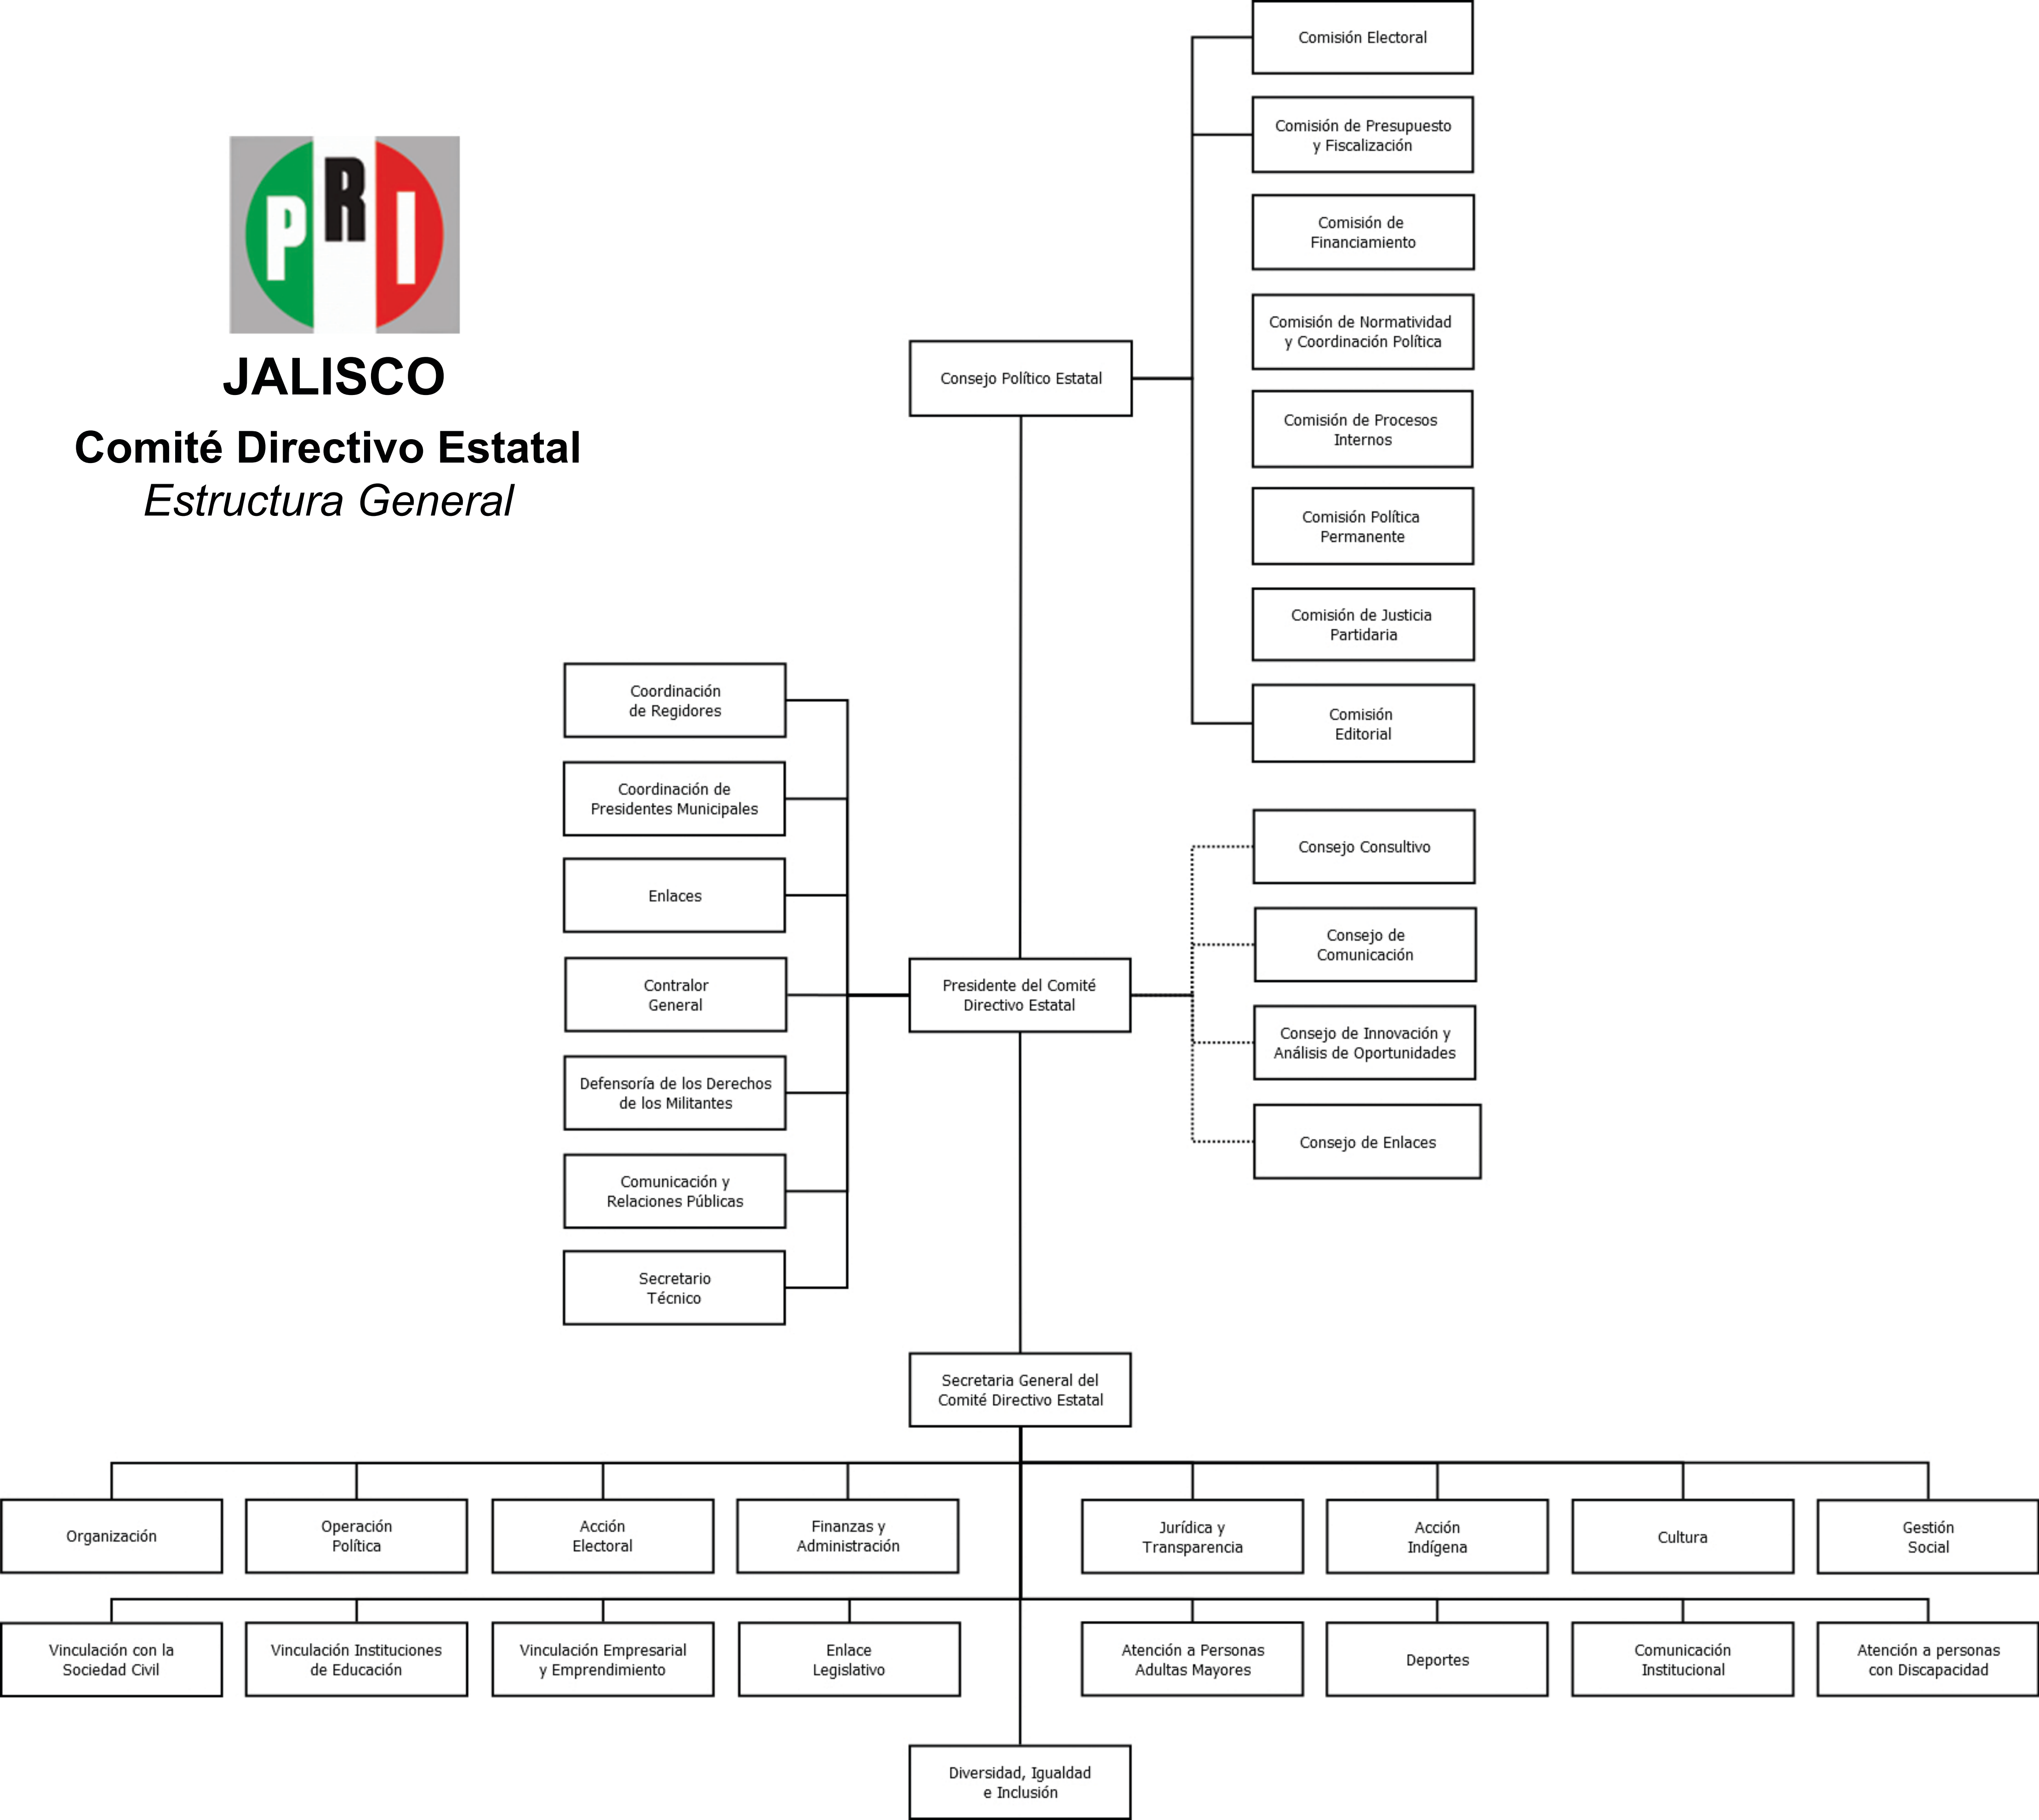 PRI
JALISCO
Comité Directivo Estatal
Estructura General
Comisión Electoral
Comisión de Presupuesto
y Fiscalización
Comisión de
Financiamiento
Comisión de Normatividad
y Coordinación Política
Consejo Político Estatal
Comisión de Procesos
Internos
Comisión Política
Permanente
Comisión de Justicia
Partidaria
Comisión
Editorial
Coordinación
de Regidores
Coordinación de
Presidentes Municipales
Enlaces
Contralor
General
Defensoría de los Derechos
de los Militantes
Comunicación y
Relaciones Públicas
Secretario
Técnico
Presidente del Comité
Directivo Estatal
Consejo Consultivo
Consejo de
Comunicación
Consejo de Innovación y
Análisis de Oportunidades
Consejo de Enlaces
Secretaria General del
Comité Directivo Estatal
Organización
Operación
Política
Acción
Electoral
Finanzas y
Administración
Jurídica y
Transparencia
Acción
Indígena
Cultura
Gestión
Social
Vinculación con la
Sociedad Civil
Vinculación Instituciones
de Educación
Vinculación Empresarial
y Emprendimiento
Enlace
Legislativo
Atención a Personas
Adultas Mayores
Deportes
Comunicación
Institucional
Atención a personas
con Discapacidad
Diversidad, Igualdad
e Inclusión